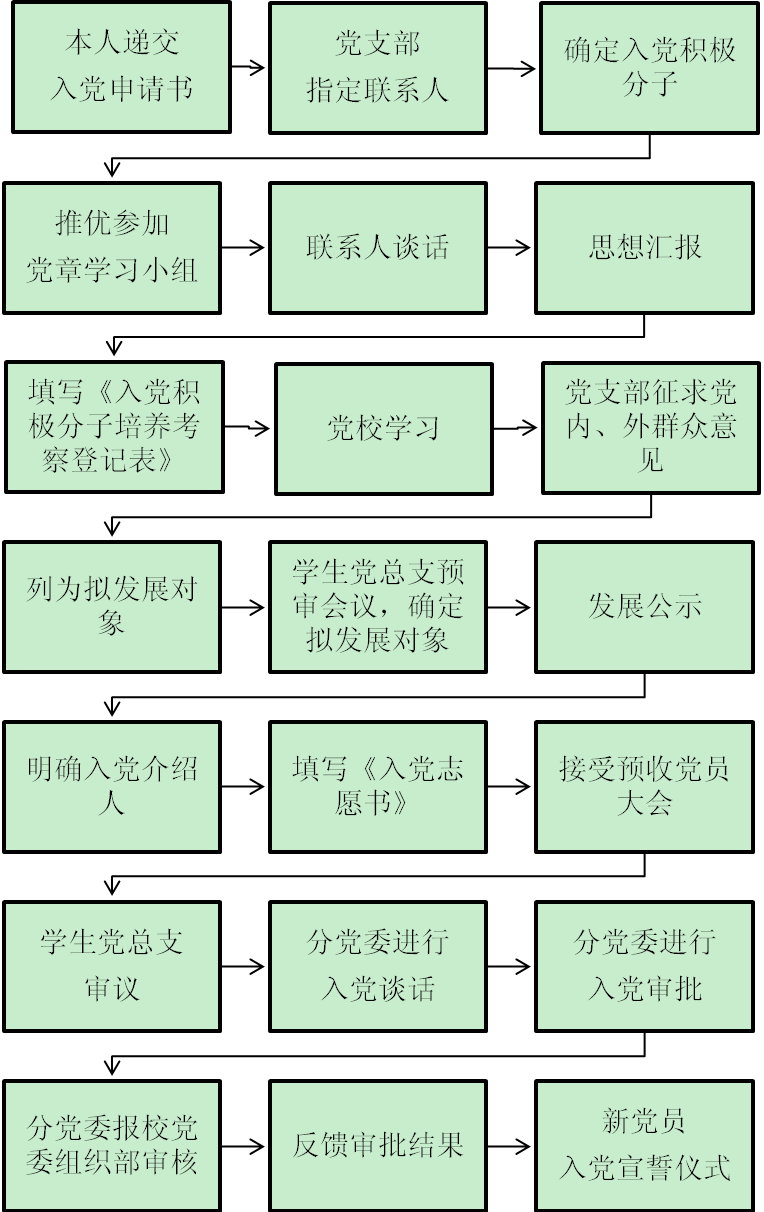 本人递交
入党申请书
党支部
指定联系人
确定入党积极
分子
推优参加
党章学习小组
联系人谈话
思想汇报
填写《入党积
极分子培养考
察登记表》
党校学习
党支部征求党
内、外群众意
见
列为拟发展对
象
学生党总支预
审会议，确定
拟发展对象
发展公示
明确入党介绍
人
填写《入党志
愿书》
接受预收党员
大会
学生党总支
审议
分党委进行
入党谈话
分党委进行
入党审批
分党委报校党
委组织部审核
反馈审批结果
新党员
入党宣誓仪式